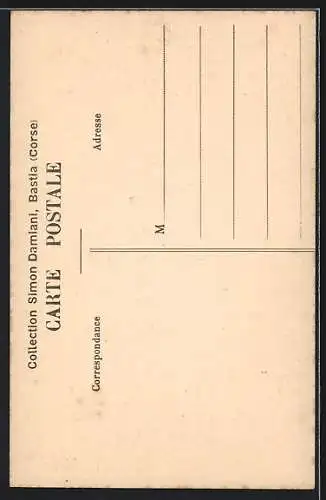 Collection Simon Damiani, Bastia (Corse)
CARTE POSTALE
Correspondance
Adresse
M